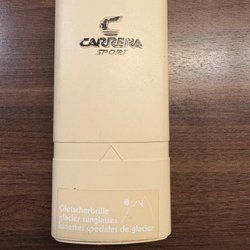 CARRERA
SPORT
Gletscherbrille
glacier sunglasses
lunettes speciales de glacier